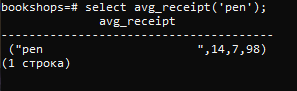 bookshops=# select avg_receipt('pen');
avg_receipt
---------------------------------------
("pen                    ",14,7,98)
(1 строка)